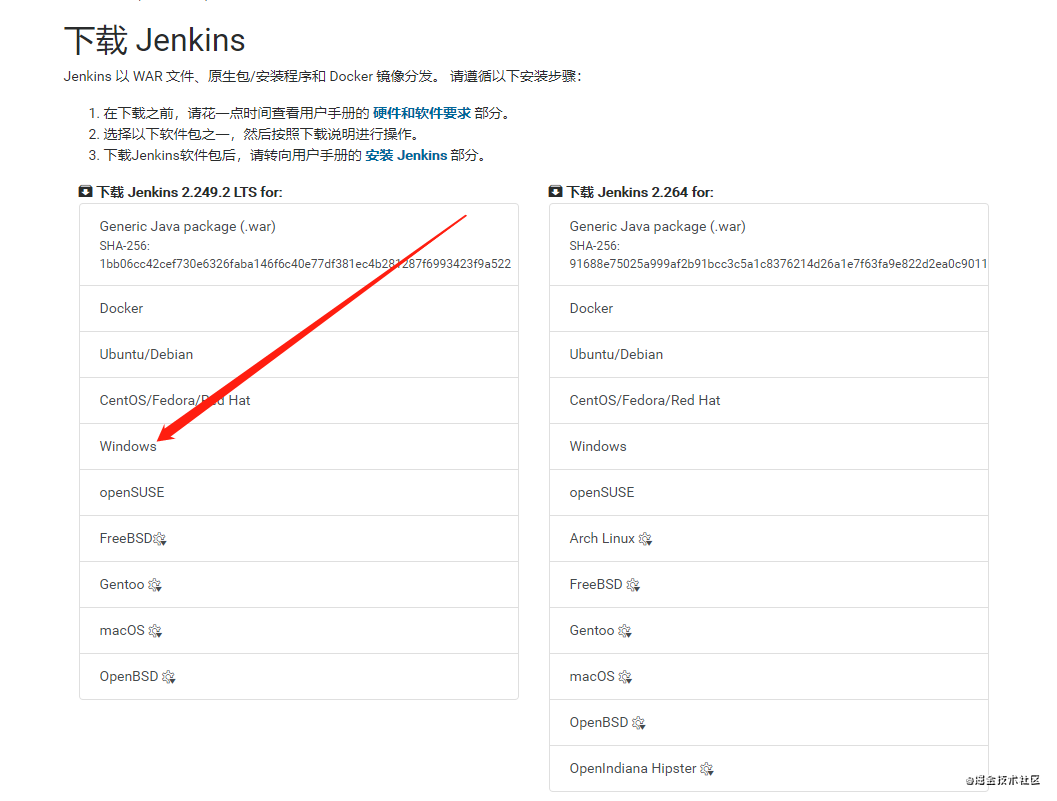 下载 Jenkins
Jenkins 以 WAR 文件、原生包/安装程序和 Docker 镜像分发。 请遵循以下安装步骤：
1. 在下载之前，请花一点时间查看用户手册的 硬件和软件要求 部分。
2. 选择以下软件包之一，然后按照下载说明进行操作。
3. 下载Jenkins软件包后，请转向用户手册的 安装 Jenkins 部分。
下载 Jenkins 2.249.2 LTS for:
Generic Java package (.war)
SHA-256:
1bb06cc42cef730e6326faba146f6c40e77df381ec4b281287f6993423f9a522
Docker
Ubuntu/Debian
CentOS/Fedora/Red Hat
Windows
openSUSE
FreeBSD
Gentoo
macOS
OpenBSD
下载 Jenkins 2.264 for:
Generic Java package (.war)
SHA-256:
91688e75025a999af2b91bcc3c5a1c8376214d26a1e7f63fa9e822d2ea0c9011
Docker
Ubuntu/Debian
CentOS/Fedora/Red Hat
Windows
openSUSE
Arch Linux
FreeBSD
Gentoo
macOS
OpenBSD
OpenIndiana Hipster
@掘金技术社区